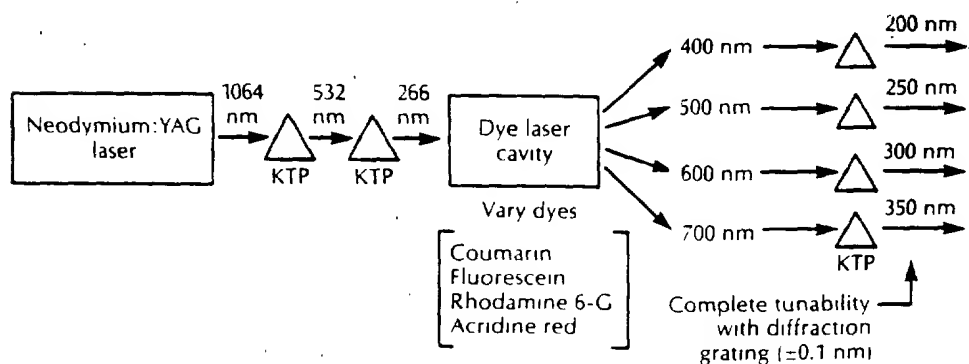 Neodymium:YAG
laser
1064
nm
KTP
532
nm
KTP
266
nm
Dye laser
cavity
Vary dyes
Coumarin
Fluorescein
Rhodamine 6-G
Acridine red
400 nm
200 nm
500 nm
250 nm
600 nm
300 nm
700 nm
350 nm
KTP
Complete tunability
with diffraction
grating (±0.1 nm)